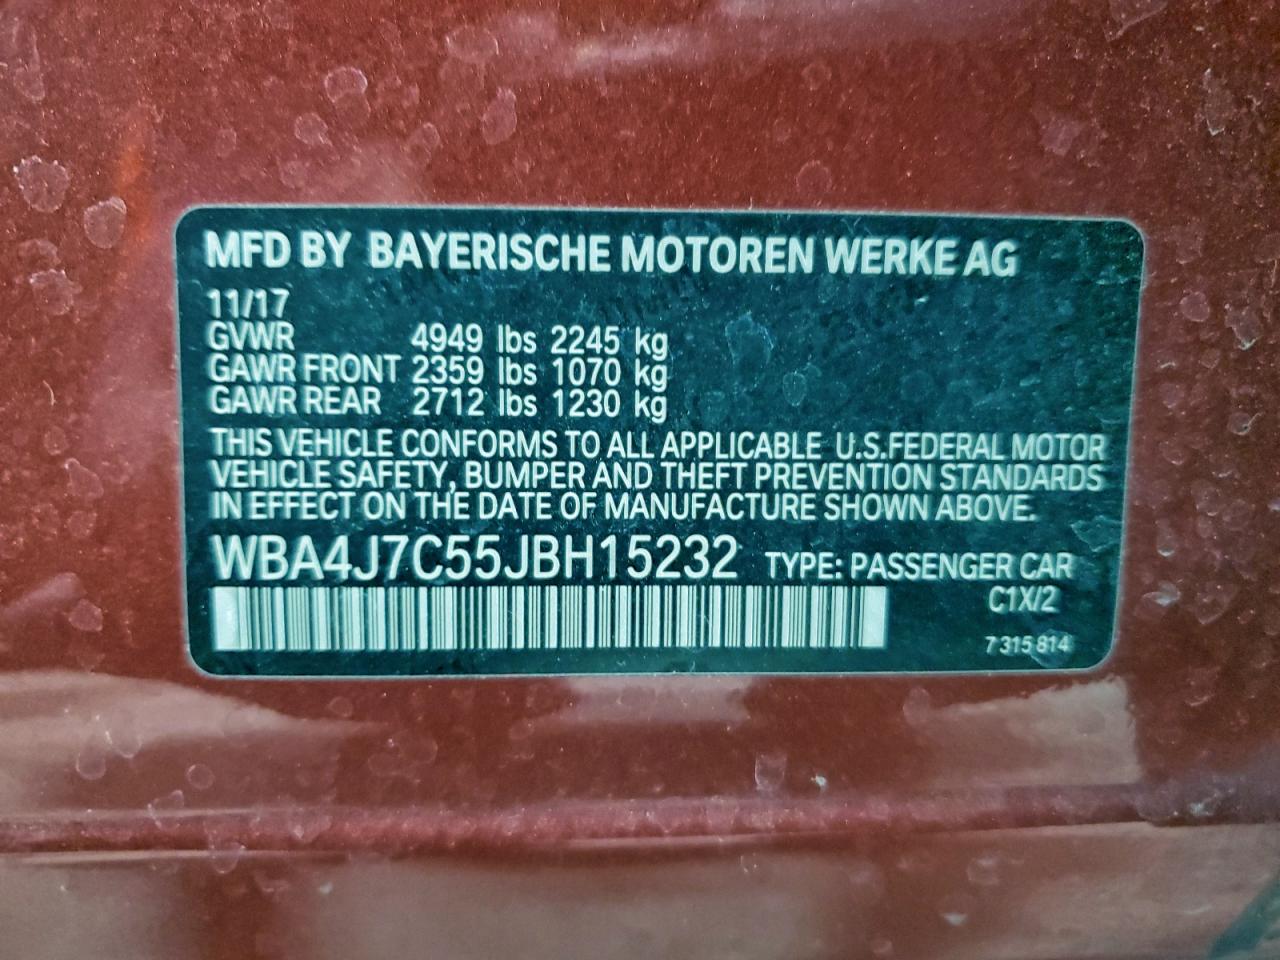 MFD BY BAYERISCHE MOTOREN WERKE AG
11/17
GVWR 4949 lbs 2245 kg
GAWR FRONT 2359 lbs 1070 kg
GAWR REAR 2712 lbs 1230 kg
THIS VEHICLE CONFORMS TO ALL APPLICABLE U.S.FEDERAL MOTOR
VEHICLE SAFETY, BUMPER AND THEFT PREVENTION STANDARDS
IN EFFECT ON THE DATE OF MANUFACTURE SHOWN ABOVE.
WBA4J7C55JBH15232 TYPE: PASSENGER CAR
C1X/2
7 315 814